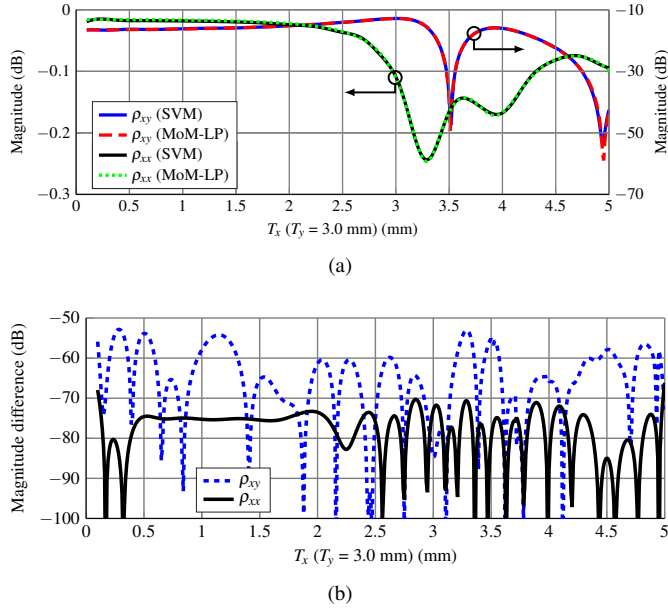 0
−0.1
−0.2
−0.3
Magnitude (dB)
−10
−30
−50
−70
Magnitude (dB)
ρxy (SVM)
ρxy (MoM-LP)
ρxx (SVM)
ρxx (MoM-LP)
0 0.5 1 1.5 2 2.5 3 3.5 4 4.5 5
Tx (Ty = 3.0 mm) (mm)
(a)
−50
−60
−70
−80
−90
−100
Magnitude difference (dB)
ρxy
ρxx
0 0.5 1 1.5 2 2.5 3 3.5 4 4.5 5
Tx (Ty = 3.0 mm) (mm)
(b)